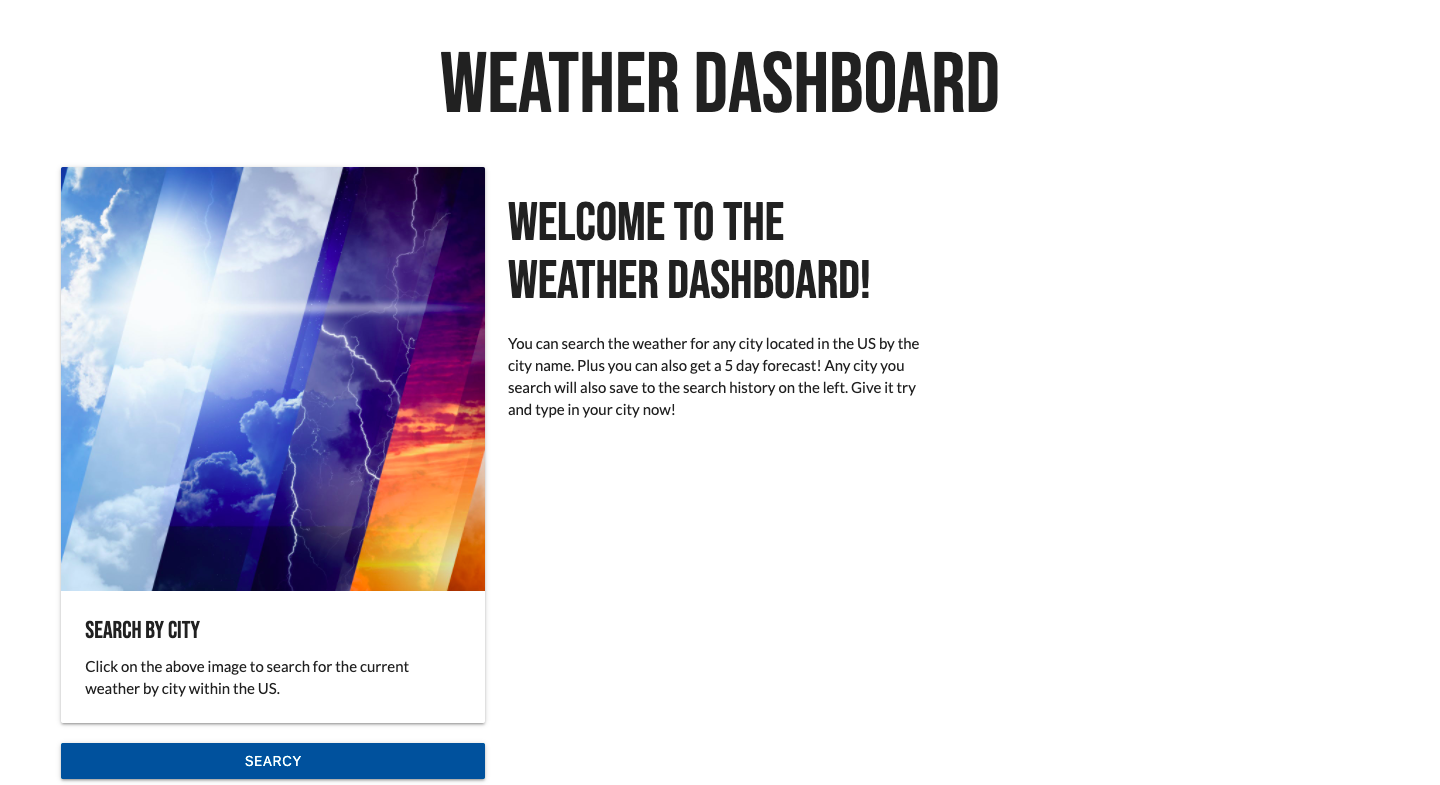 WEATHER DASHBOARD
WELCOME TO THE
WEATHER DASHBOARD!
You can search the weather for any city located in the US by the
city name. Plus you can also get a 5 day forecast! Any city you
search will also save to the search history on the left. Give it try
and type in your city now!
SEARCH BY CITY
Click on the above image to search for the current
weather by city within the US.
SEARCY